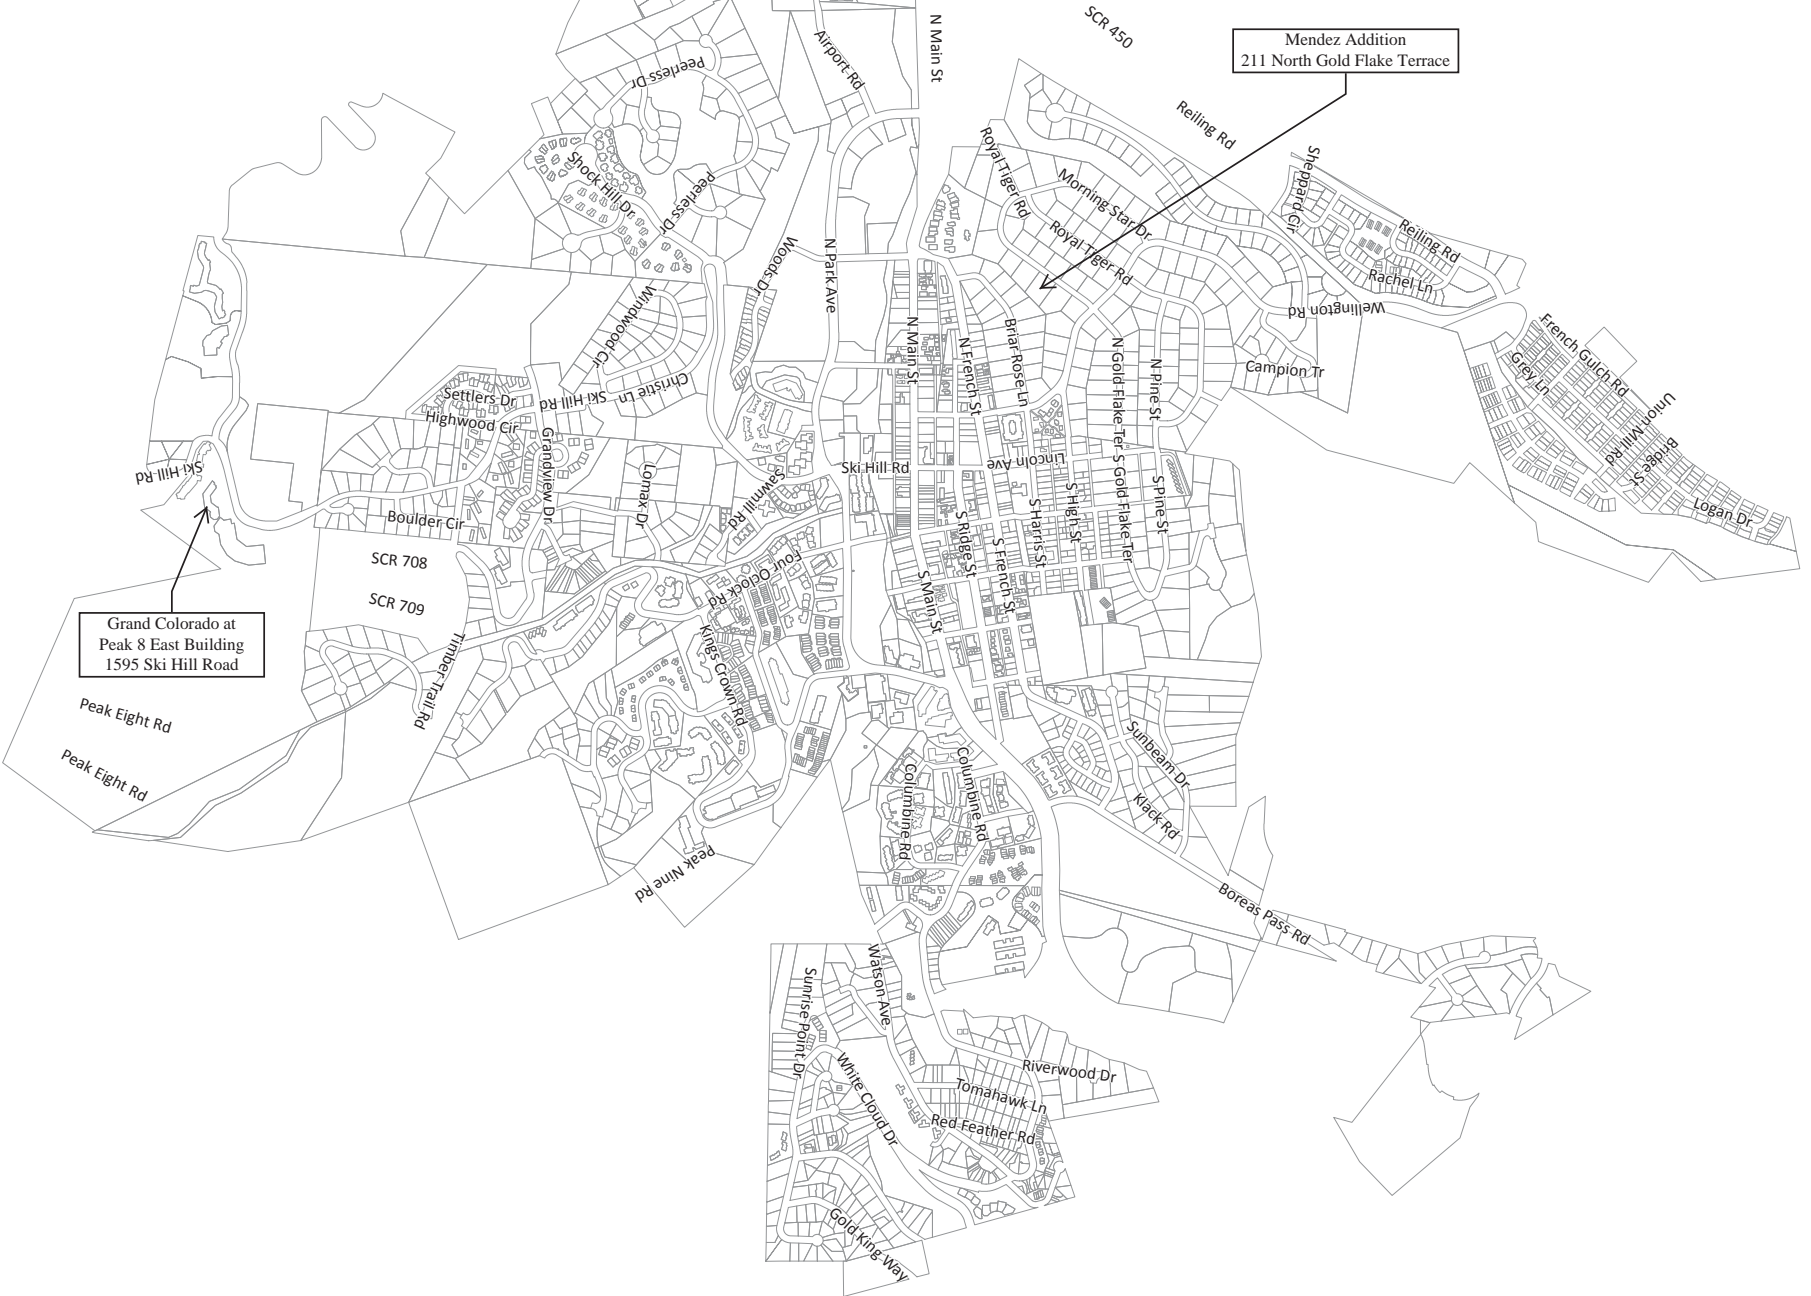 N Main St
SCR 450
Mendez Addition
211 North Gold Flake Terrace
Airport Rd
Peerless Dr
Reiling Rd
Royal Tiger Rd
Sheppard Cir
Shock Hill Dr
Peerless Dr
Morning Star Dr
Royal Tiger Rd
Reiling Rd
Rachel Ln
Wellington Rd
Woods Dr
N Park Ave
Windwood Cir
N Main St
N French St
Briar Rose Ln
N Gold Flake Ter
N Pine St
Campion Tr
French Gulch Rd
Grey Ln
Union Mill Rd
Bridge St
Logan Dr
Christie Ln
Ski Hill Rd
Settlers Dr
Highwood Cir
Grandview Dr
Lomax Dr
Ski Hill Rd
Sawmill Rd
Ski Hill Rd
Lincoln Ave
S Gold Flake Ter
S Pine St
S High St
S Harris St
S Ridge St
S French St
S Main St
Boulder Cir
SCR 708
SCR 709
Four Oclock Rd
Kings Crown Rd
Timber Trail Rd
Grand Colorado at
Peak 8 East Building
1595 Ski Hill Road
Peak Eight Rd
Peak Eight Rd
Sunbeam Dr
Klack Rd
Columbine Rd
Columbine Rd
Peak Nine Rd
Boreas Pass Rd
Watson Ave
Sunrise Point Dr
White Cloud Dr
Riverwood Dr
Tomahawk Ln
Red Feather Rd
Gold King Way